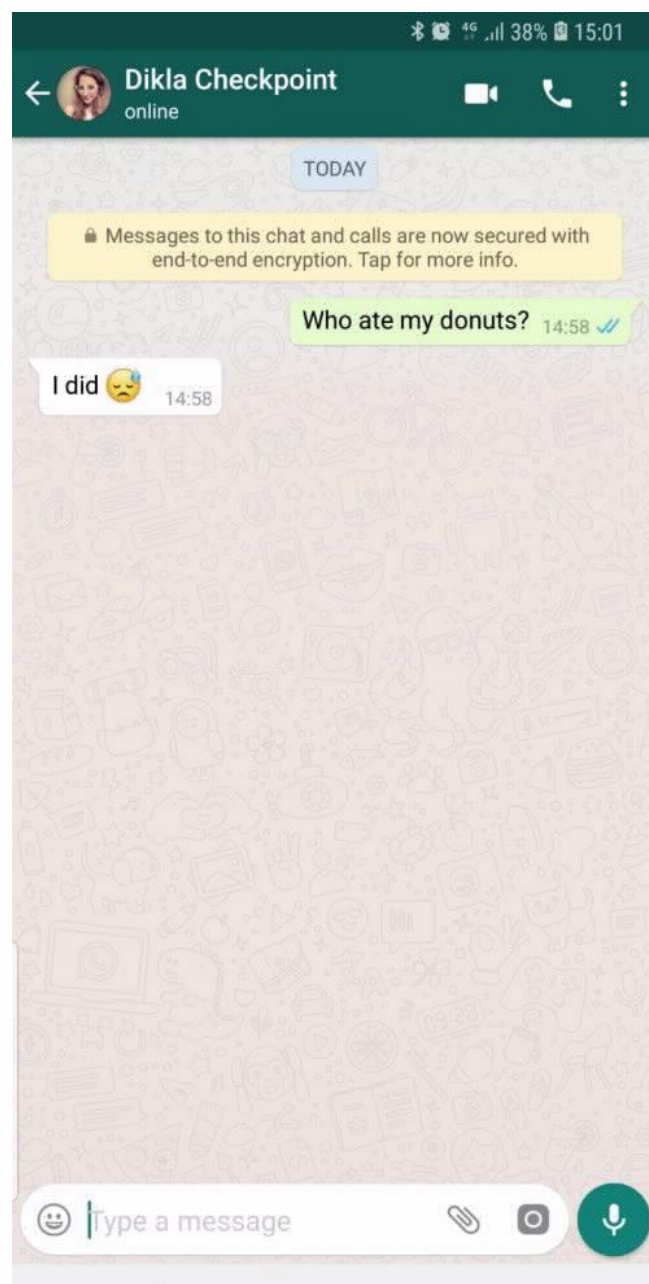 4G 38% 15:01
Dikla Checkpoint
online
TODAY
Messages to this chat and calls are now secured with
end-to-end encryption. Tap for more info.
Who ate my donuts? 14:58
I did 😓 14:58
Type a message